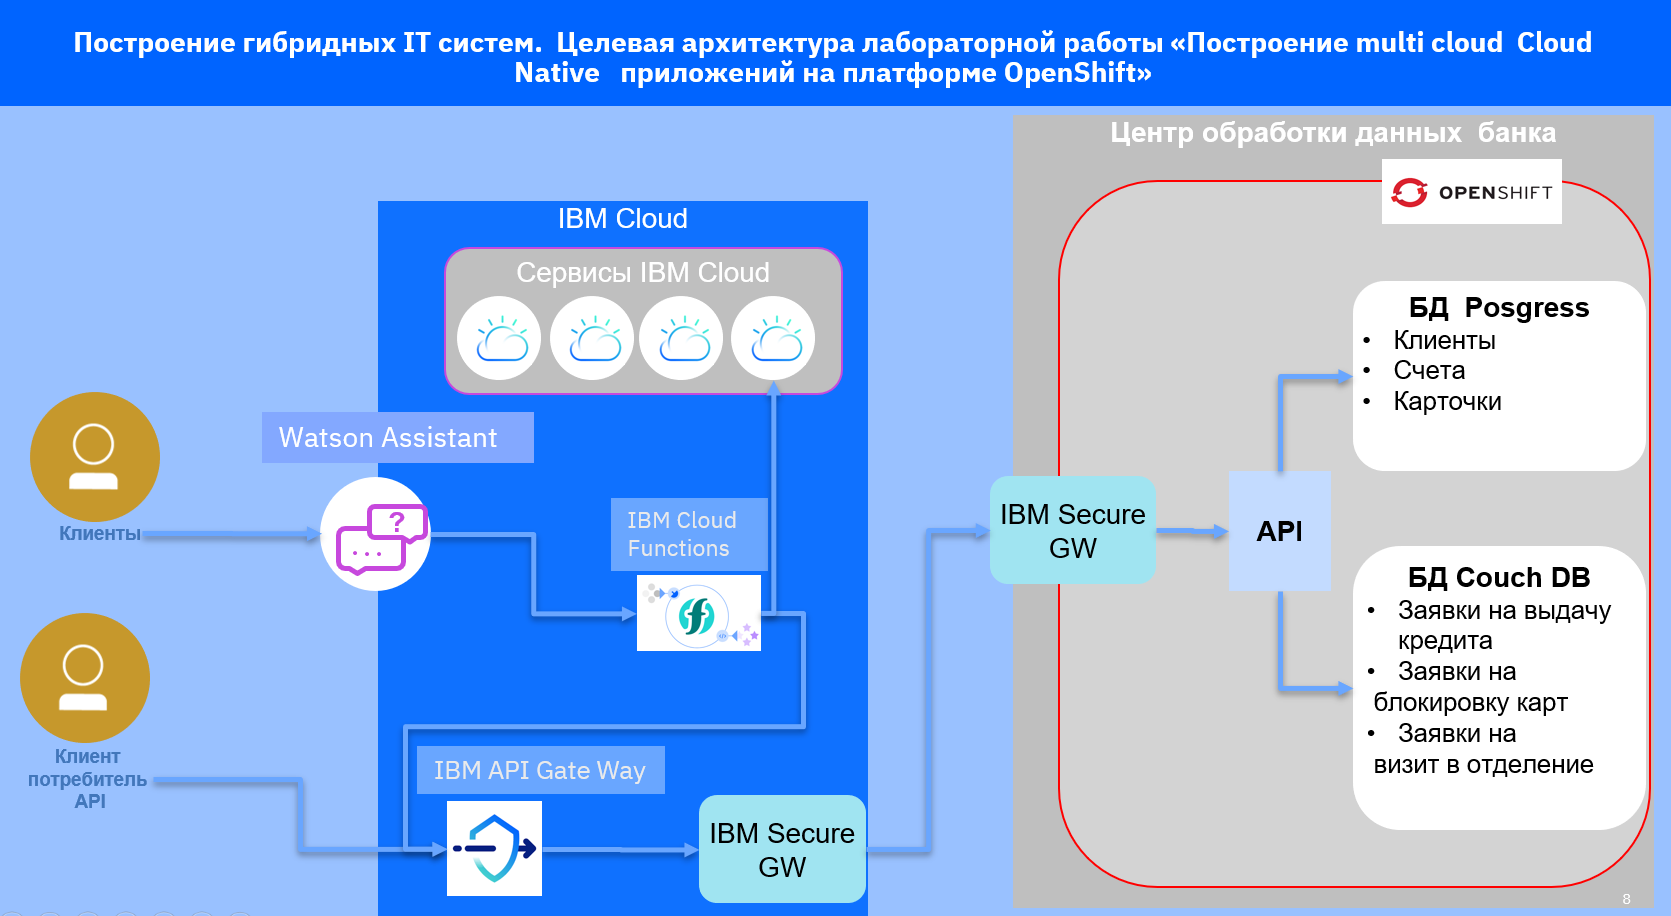 Построение гибридных IT систем.  Целевая архитектура лабораторной работы «Построение multi cloud  Cloud
Native   приложений на платформе OpenShift»
Центр обработки данных  банка
OPENSHIFT
IBM Cloud
Сервисы IBM Cloud
БД  Posgress
• Клиенты
• Счета
• Карточки
Watson Assistant
?
...
Клиенты
IBM Cloud
Functions
f
IBM Secure
GW
API
БД Couch DB
• Заявки на выдачу
кредита
• Заявки на
блокировку карт
• Заявки на
визит в отделение
Клиент
потребитель
API
IBM API Gate Way
IBM Secure
GW
8